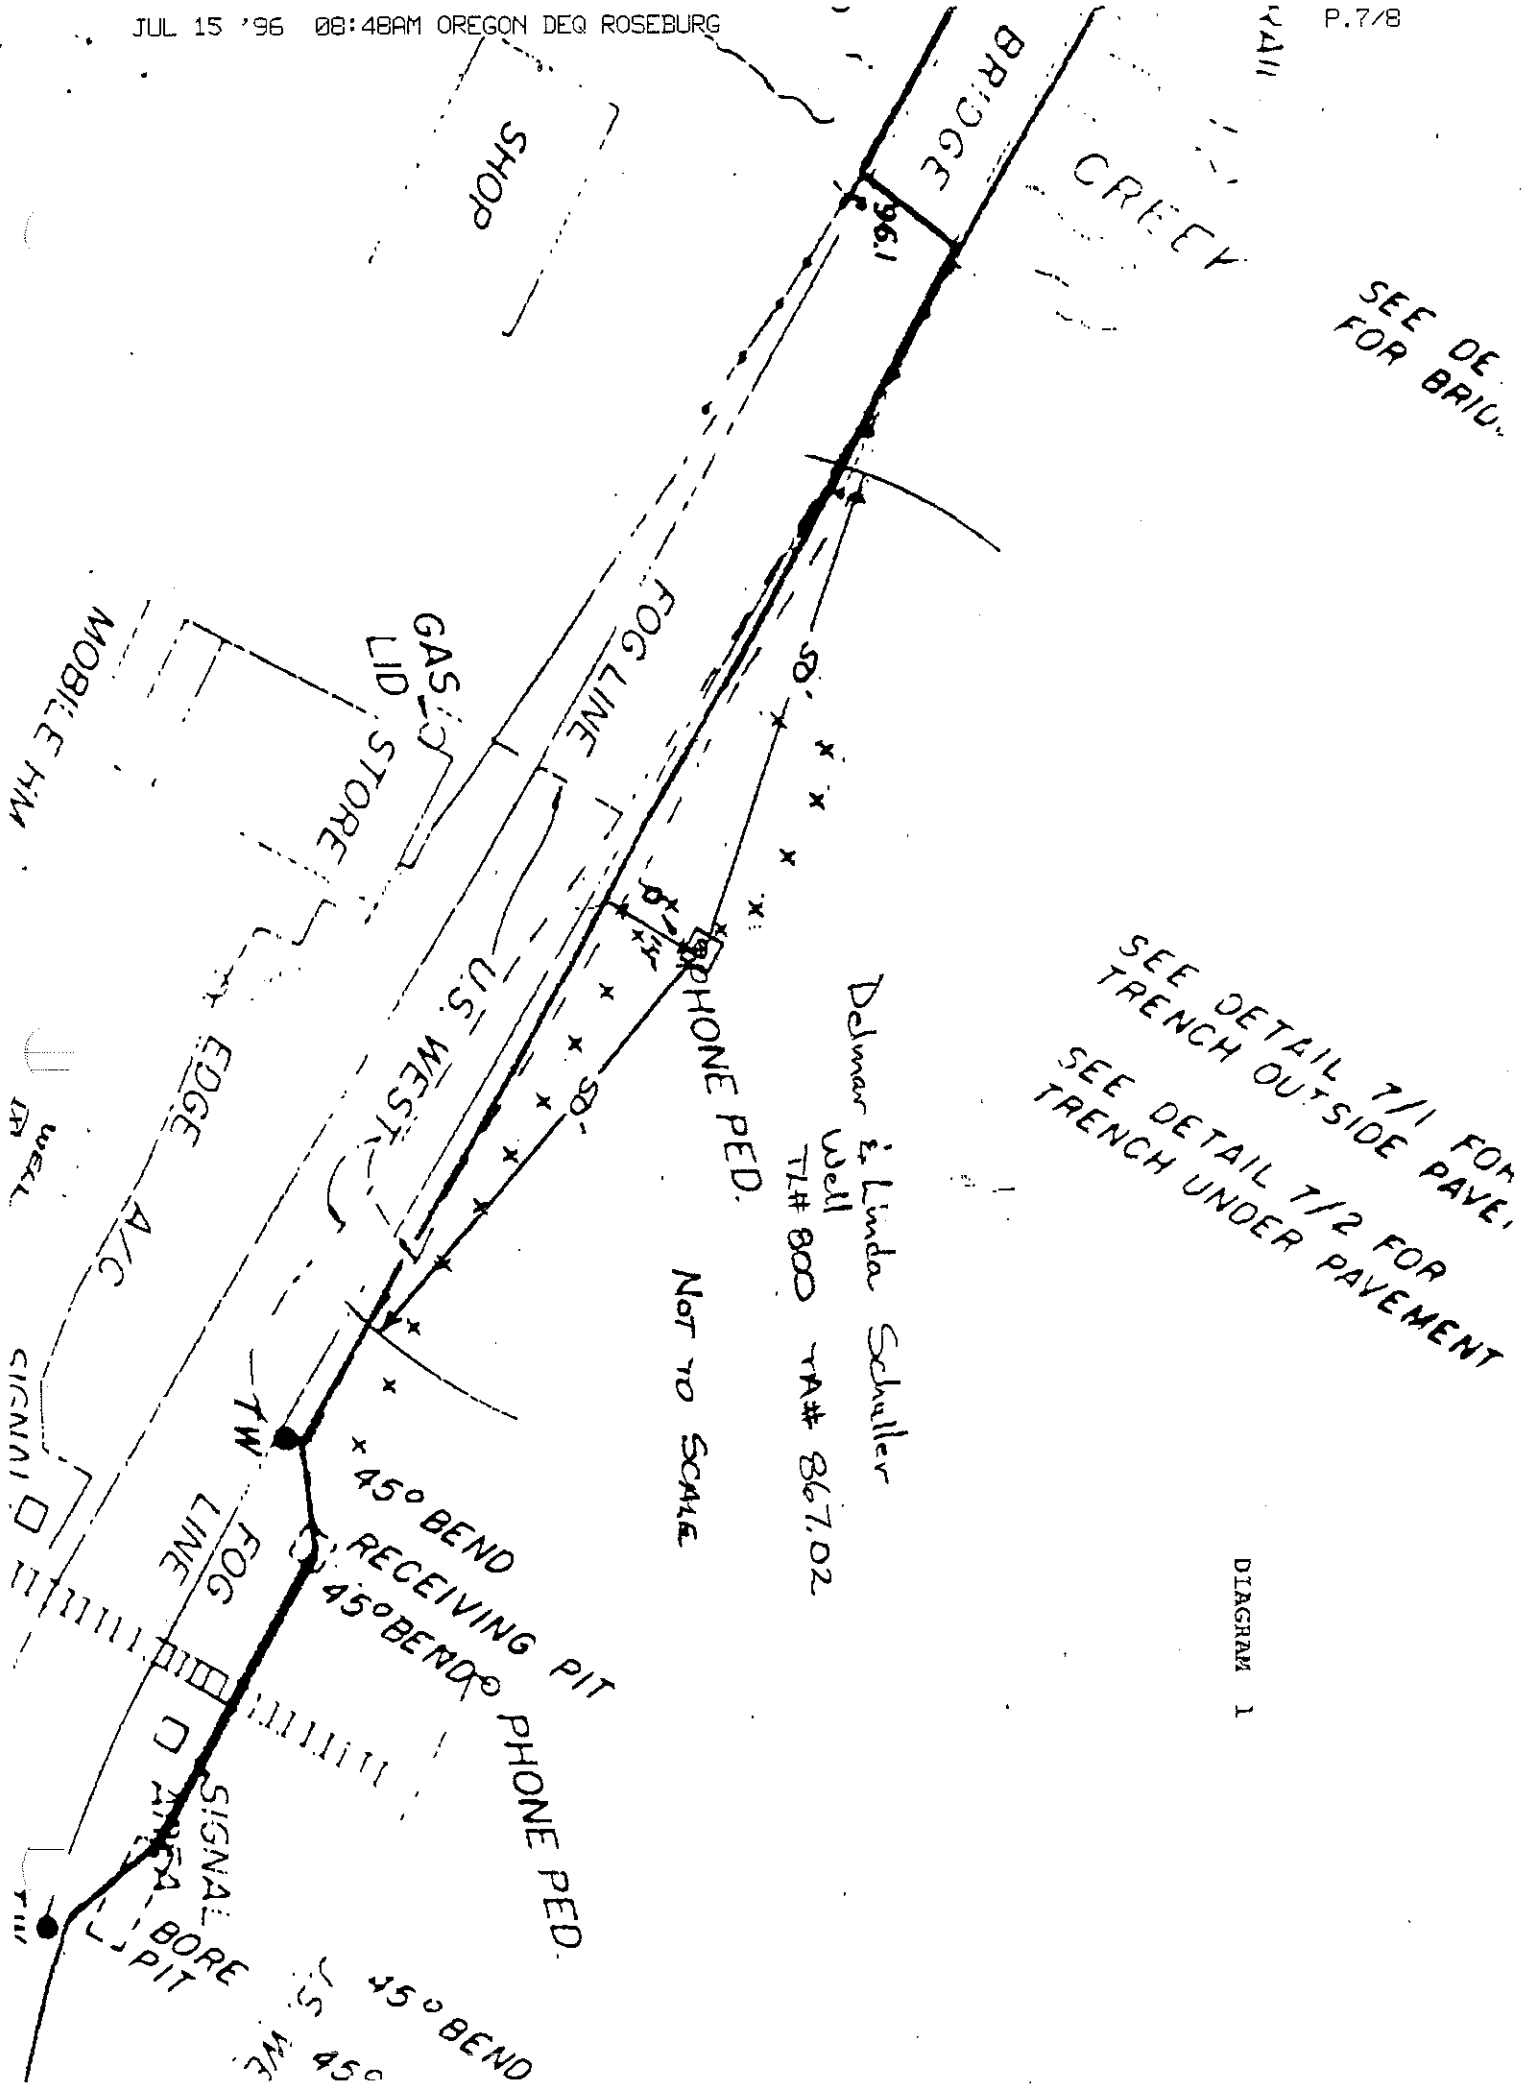 JUL 15 '96 08:48AM OREGON DEQ ROSEBURG
P.7/8
BRIDGE
CREEK
SHOP
96.1
SEE DE
FOR BRID
FOG LINE
GAS
LID
STORE
MOBILE HM
50'
U.S. WEST
PHONE PED.
50'
EDGE A/C
WELL
Delmar & Linda Schuller
Well
TL# 800
NOT TO SCALE
SEE DETAIL 7/1 FOR
TRENCH OUTSIDE PAVE
SEE DETAIL 7/2 FOR
TRENCH UNDER PAVEMENT
DIAGRAM 1
TW
SIGNAL
FOG
LINE
45° BEND
RECEIVING PIT
45° BEND
PHONE PED.
SIGNAL
AREA
TW
BORE
PIT
45° BEND
45°